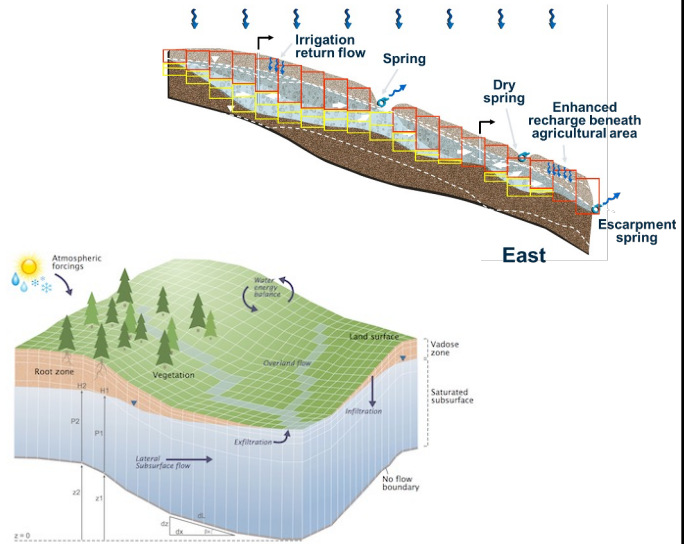 Irrigation
return flow
Spring
Dry
spring
Enhanced
recharge beneath
agricultural area
Escarpment
spring
East
Atmospheric
forcings
Water
energy
balance
Land surface
Vadose
zone
Root zone
Vegetation
Overland flow
Saturated
subsurface
H2
H1
Infiltration
P2
P1
Exfiltration
Lateral
Subsurface flow
No flow
boundary
z2
z1
dL
dz
dx
z = 0